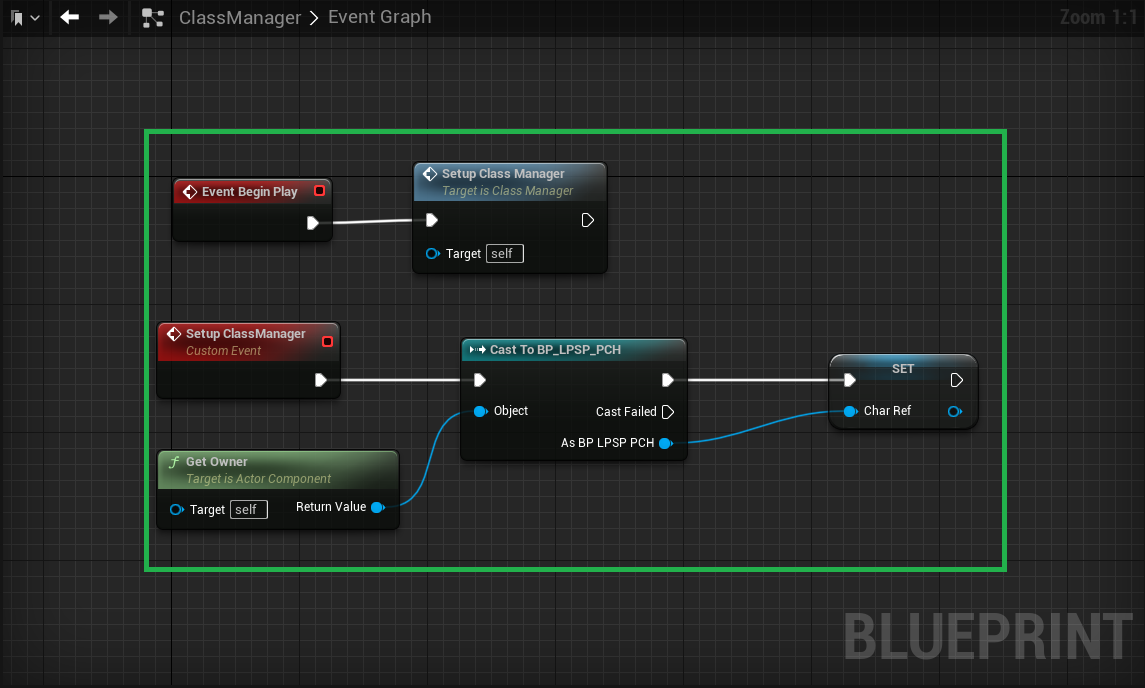 ClassManager > Event Graph
Zoom 1:1
Event Begin Play
Setup Class Manager
Target is Class Manager
Target self
Setup ClassManager
Custom Event
Cast To BP_LPSP_PCH
Object
Cast Failed
As BP LPSP PCH
SET
Char Ref
f Get Owner
Target is Actor Component
Target self
Return Value
BLUEPRINT